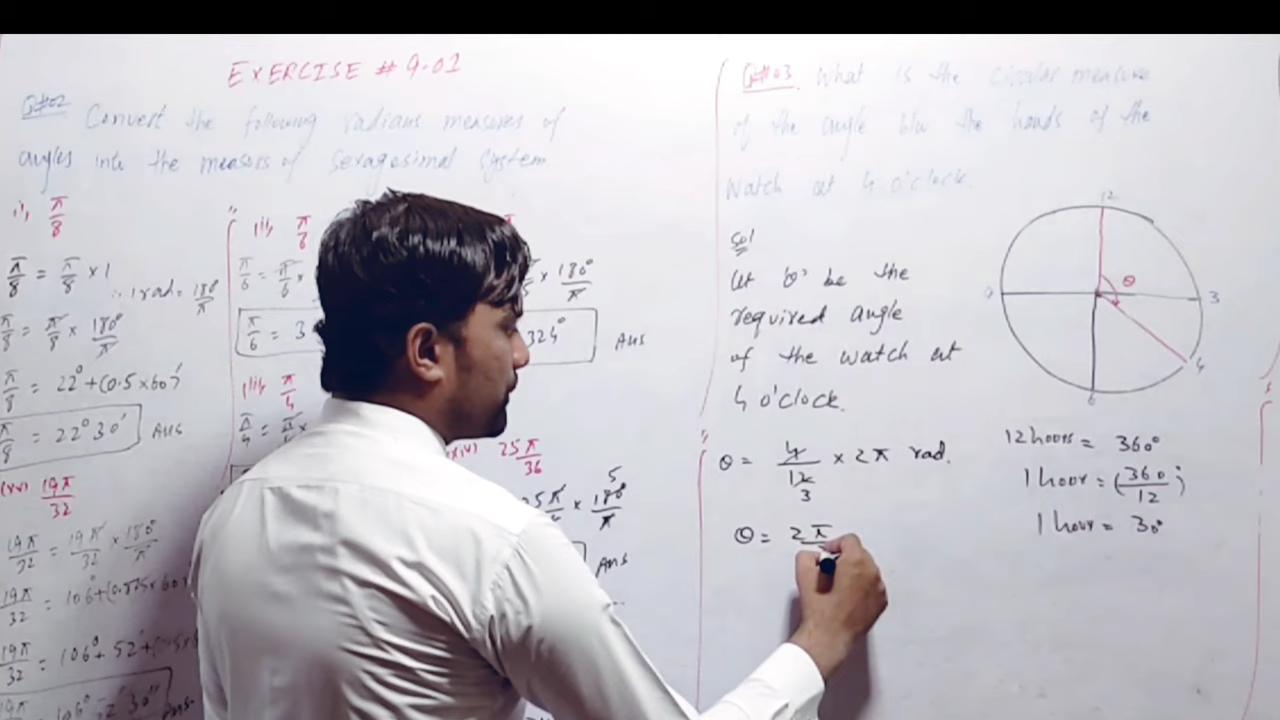 EXERCISE # 9.01
Q#02 Convert the following radians measures of
angles into the measors of sexagesimal system
i, π/8
π/8 = π/8 × 1
∴ 1 rad = 180°/π
π/8 = π/8 × 180°/π
π/8 = 22° + (0.5 × 60)′
π/8 = 22° 30′ Ans
(xv) 19π/32
19π/32 = 19π/32 × 180°/π
19π/32 = 106° + (0.875 × 60)′
19π/32 = 106° + 52′ +
Ans
ii, π/6
π/6 = π/6 ×
π/6 = 3
iii, π/4
π/4 = π/4 ×
× 180°/π
324° Ans
(xiv) 25π/36
25π × 180°/π
5
Ans
Q#03. What is the circular measure
of the angle b/w the hands of the
watch at 4 o'clock.
Sol
Let 'θ' be the
required angle
of the watch at
4 o'clock.
θ = 4/12 × 2π rad.
3
θ = 2π
12
θ
9
3
4
6
12 hours = 360°
1 hour = (360/12)°
1 hour = 30°